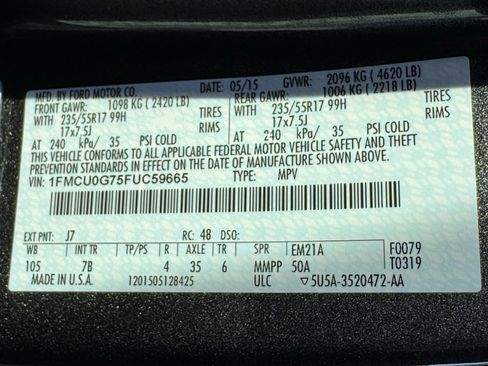 MFD. BY FORD MOTOR CO. DATE: 05/15 GVWR: 2096 KG ( 4620 LB)
FRONT GAWR: 1098 KG ( 2420 LB) REAR GAWR: 1006 KG ( 2218 LB)
WITH 235/55R17 99H TIRES WITH 235/55R17 99H TIRES
17x7.5J RIMS 17x7.5J RIMS
AT 240 kPa/ 35 PSI COLD AT 240 kPa/ 35 PSI COLD
THIS VEHICLE CONFORMS TO ALL APPLICABLE FEDERAL MOTOR VEHICLE SAFETY AND THEFT
PREVENTION STANDARDS IN EFFECT ON THE DATE OF MANUFACTURE SHOWN ABOVE.
VIN: 1FMCU0G75FUC59665 TYPE: MPV
EXT PNT: J7 RC: 48 DSO:
WB INT TR TP/PS R AXLE TR SPR EM21A F0079
105 7B 4 35 6 MMPP 50A T0319
MADE IN U.S.A. 1201505128425 ULC ▽5U5A-3520472-AA